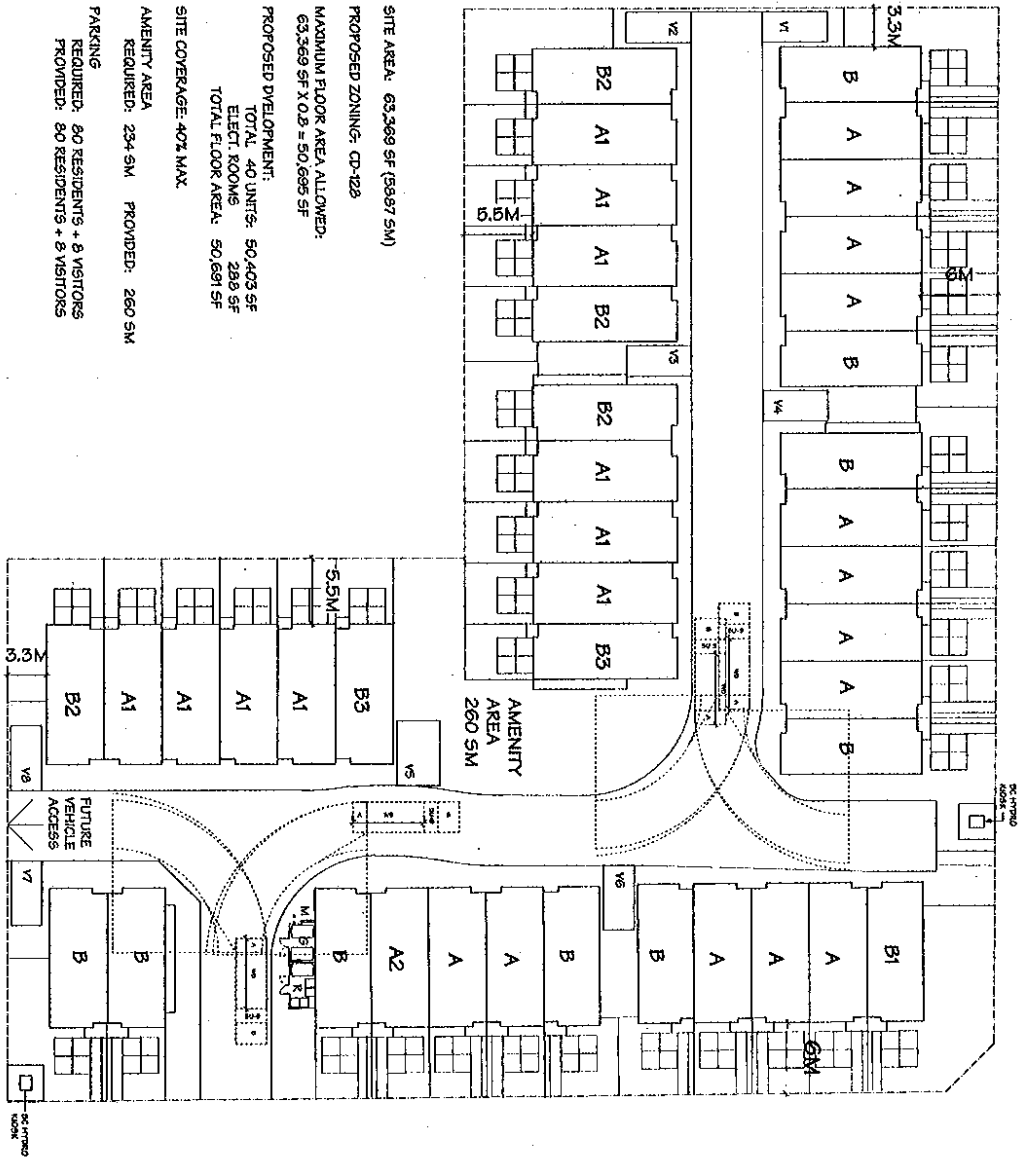 SITE AREA: 63,369 SF (5887 SM)
PROPOSED ZONING: CD-128
MAXIMUM FLOOR AREA ALLOWED:
63,369 SF X 0.8 = 50,695 SF
PROPOSED DVELOPMENT:
TOTAL 40 UNITS: 50,403 SF
ELECT. ROOMS 288 SF
TOTAL FLOOR AREA: 50,691 SF
SITE COVERAGE: 40% MAX.
AMENITY AREA
REQUIRED: 234 SM PROVIDED: 260 SM
PARKING
REQUIRED: 80 RESIDENTS + 8 VISITORS
PROVIDED: 80 RESIDENTS + 8 VISITORS
V2
V1
3.3M
B2
A1
A1
A1
B2
5.5M
V3
B2
A1
A1
A1
B3
B
A
A
A
B
6M
V4
B
A
A
A
A
B
AMENITY
AREA
260 SM
BC HYDRO
KIOSK
5.5M
3.3M
B2
A1
A1
A1
A1
B3
V8
V5
FUTURE
VEHICLE
ACCESS
V7
V6
B
B
M
G
R
B
A2
A
A
B
B
A
A
A
B1
6M
BC HYDRO
KIOSK